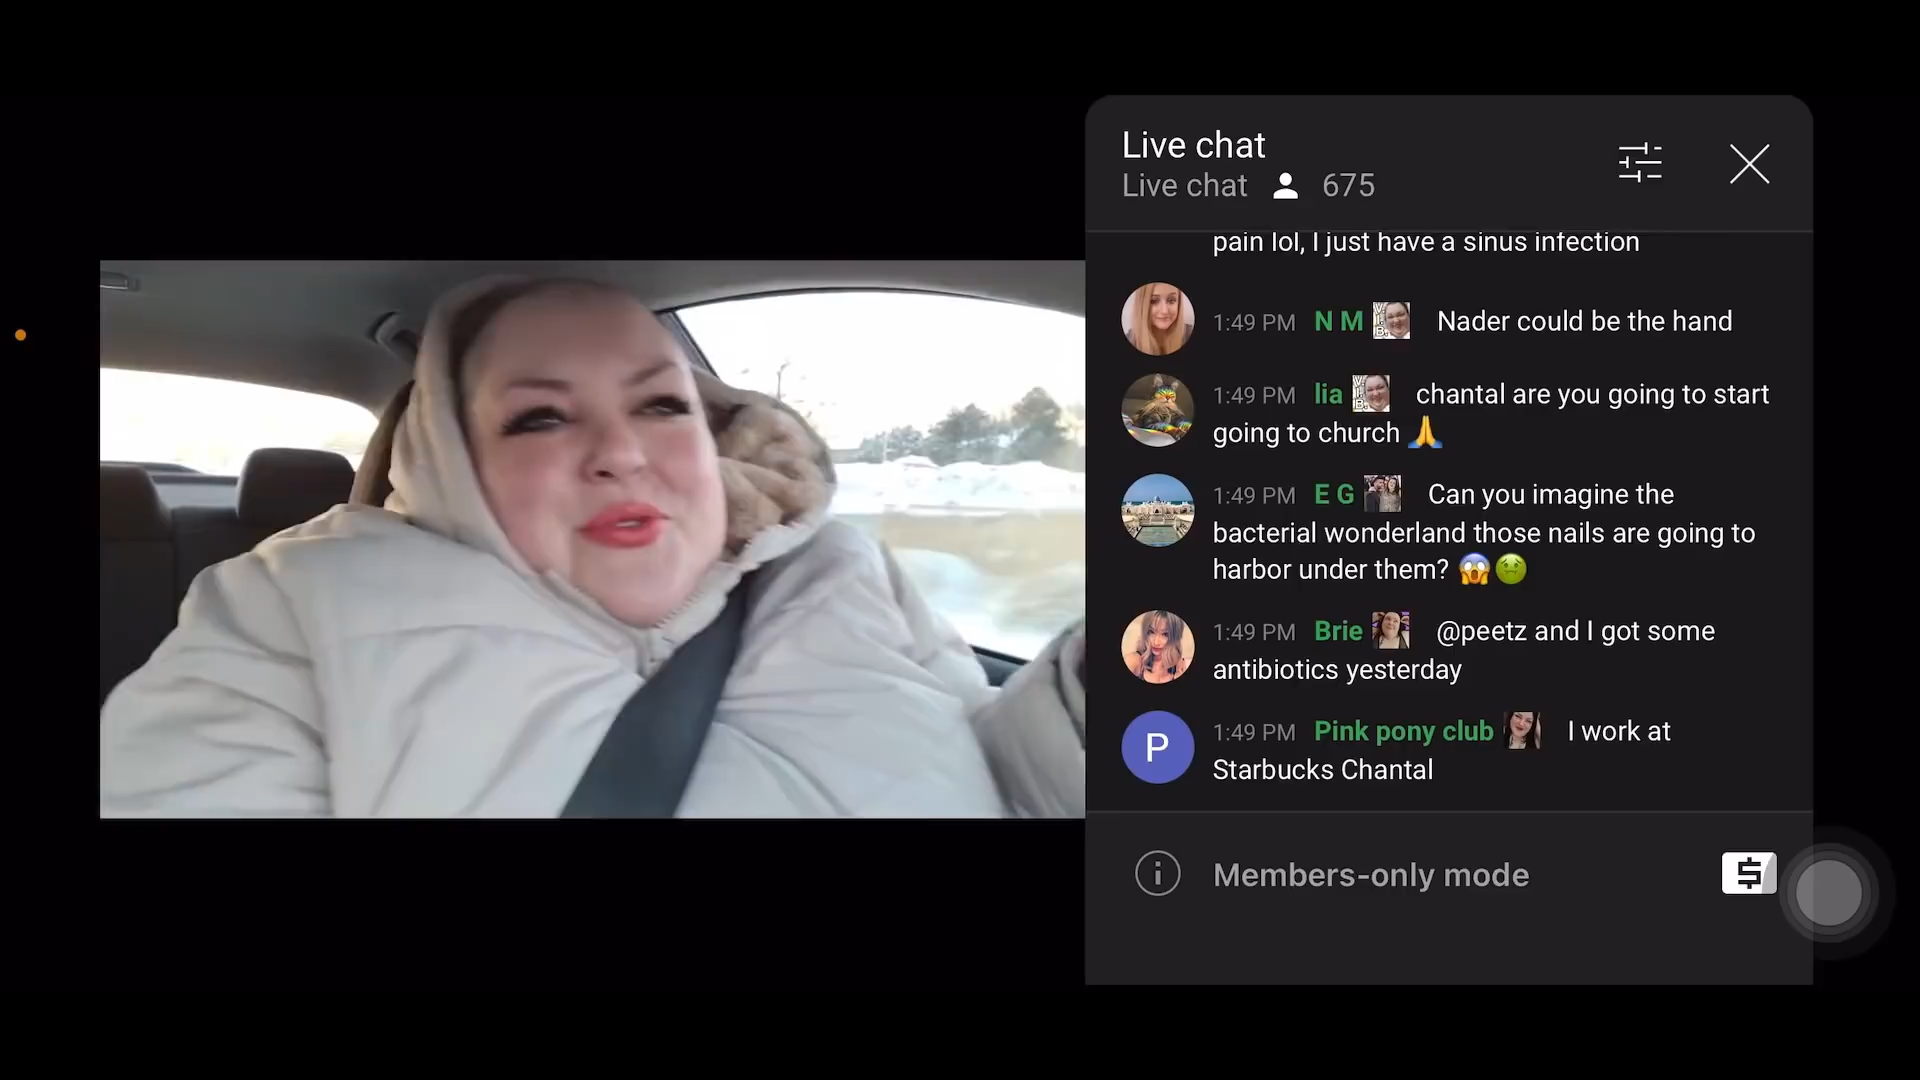 Live chat
Live chat 675
pain lol, I just have a sinus infection
1:49 PM N M Nader could be the hand
1:49 PM lia chantal are you going to start
going to church 🙏
1:49 PM E G Can you imagine the
bacterial wonderland those nails are going to
harbor under them? 😱🤢
1:49 PM Brie @peetz and I got some
antibiotics yesterday
P
1:49 PM Pink pony club I work at
Starbucks Chantal
Members-only mode